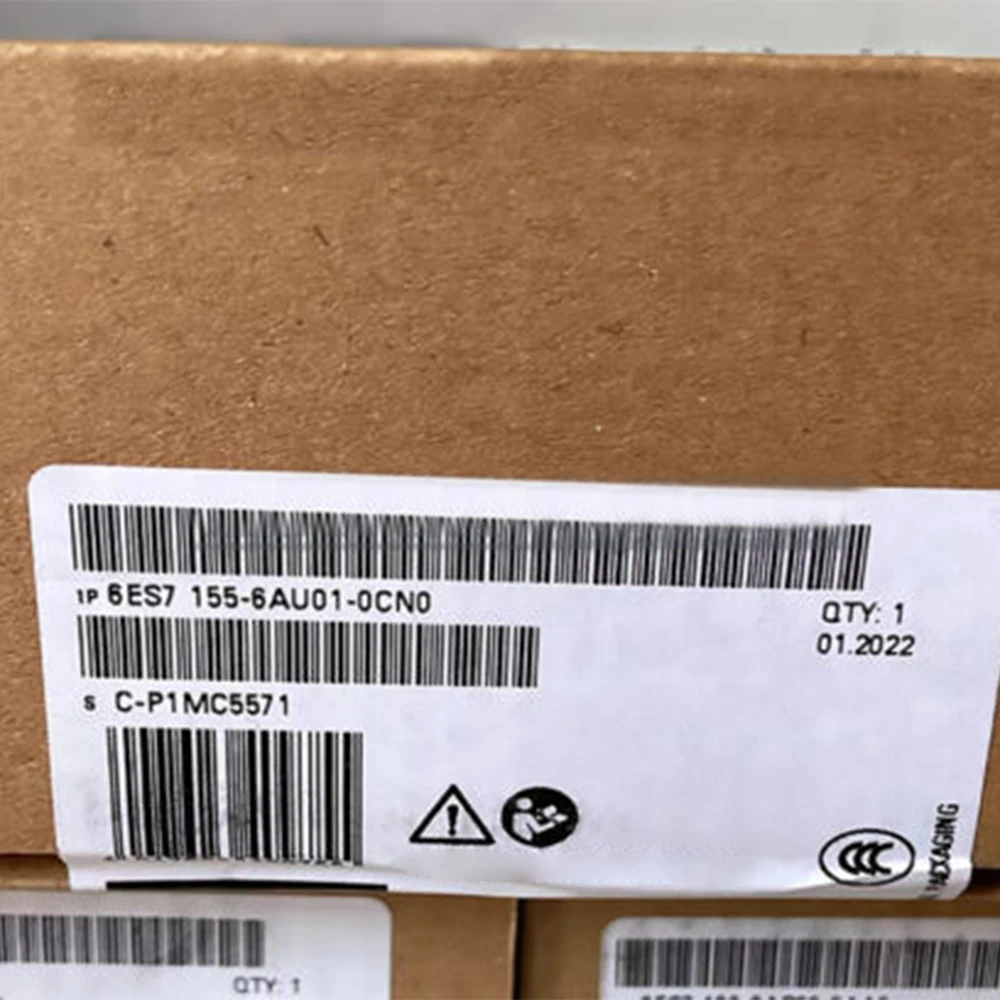 1P 6ES7 155-6AU01-0CN0
QTY: 1
01.2022
S C-P1MC5571
PACKAGING
QTY: 1